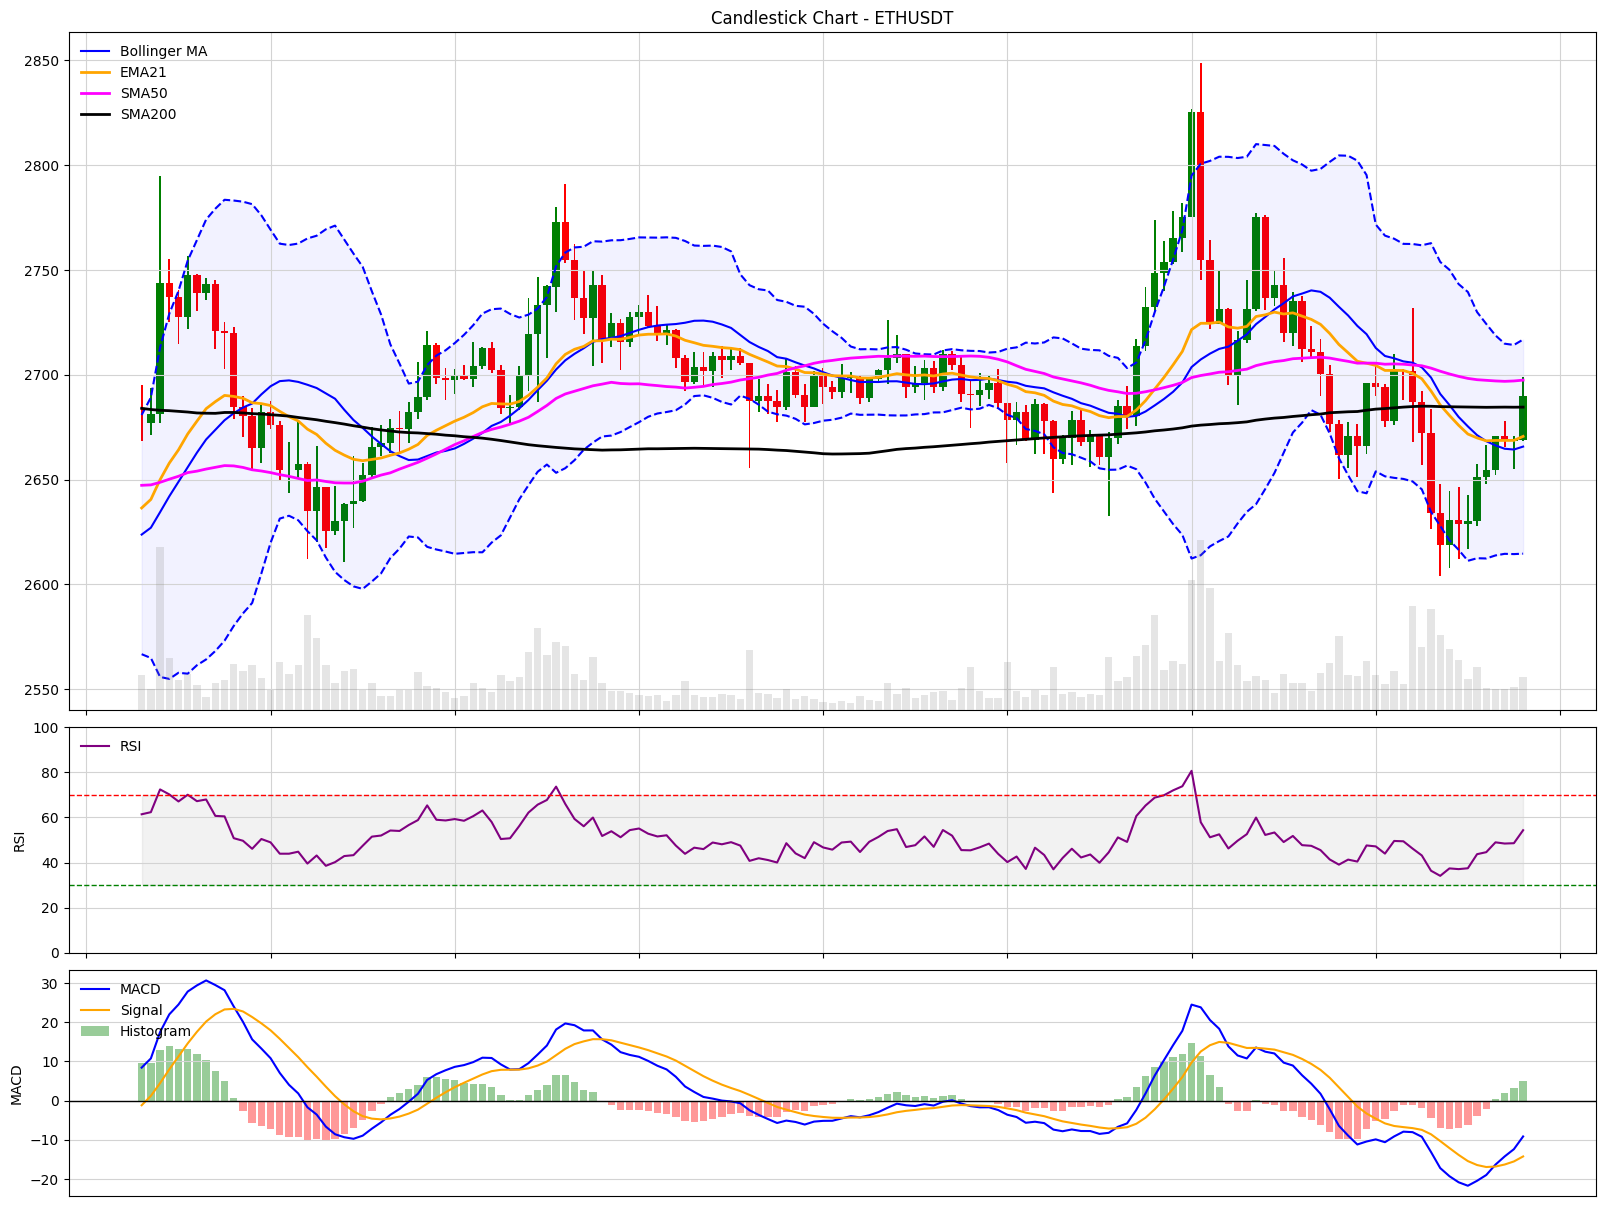 Candlestick Chart - ETHUSDT
Bollinger MA
EMA21
SMA50
SMA200
2850
2800
2750
2700
2650
2600
2550
RSI
100
80
60
40
20
0
RSI
MACD
Signal
Histogram
30
20
10
0
−10
−20
MACD